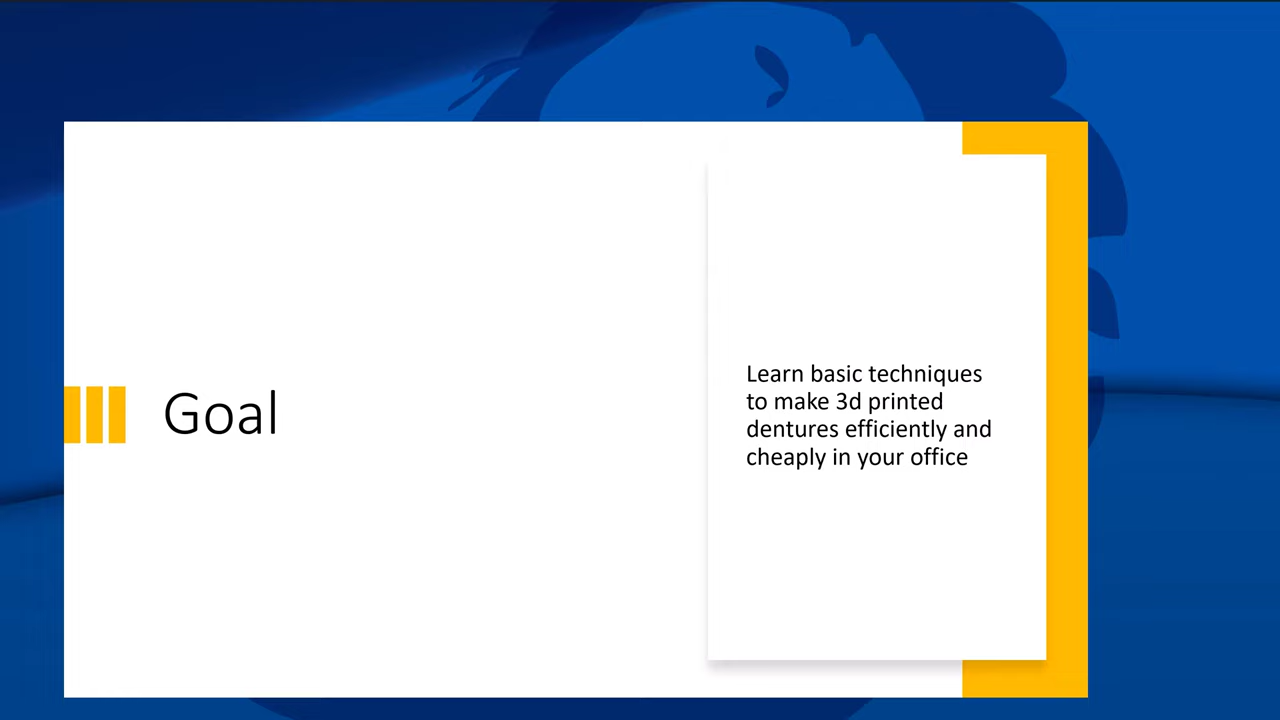 Goal
Learn basic techniques
to make 3d printed
dentures efficiently and
cheaply in your office